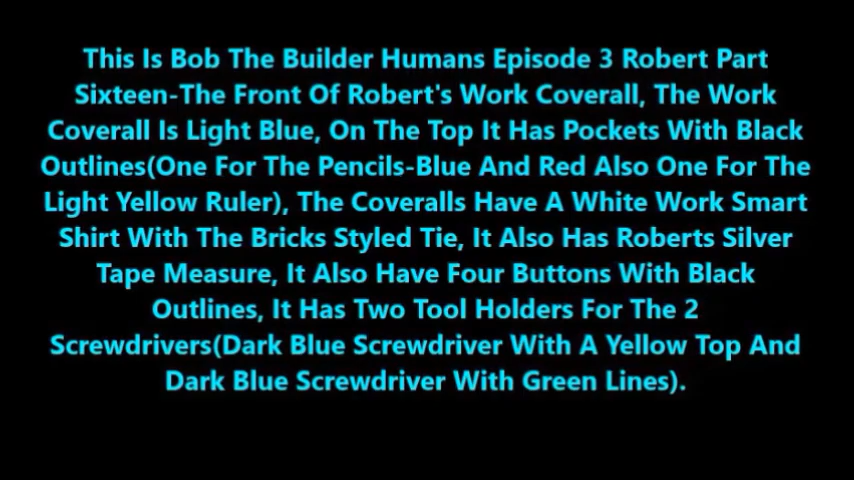 This Is Bob The Builder Humans Episode 3 Robert Part
Sixteen-The Front Of Robert's Work Coverall, The Work
Coverall Is Light Blue, On The Top It Has Pockets With Black
Outlines(One For The Pencils-Blue And Red Also One For The
Light Yellow Ruler), The Coveralls Have A White Work Smart
Shirt With The Bricks Styled Tie, It Also Has Roberts Silver
Tape Measure, It Also Have Four Buttons With Black
Outlines, It Has Two Tool Holders For The 2
Screwdrivers(Dark Blue Screwdriver With A Yellow Top And
Dark Blue Screwdriver With Green Lines).